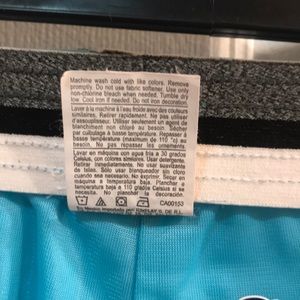 Machine wash cold with like colors. Remove
promptly. Do not use fabric softener. Use only
non-chlorine bleach when needed. Tumble dry
low. Cool iron if needed. Do not iron decoration.
Laver à la machine à l'eau froide avec des couleurs
similaires. Retirer rapidement. Ne pas utiliser
d'assouplisseur. Utiliser seulement un agent de
blanchiment non chloré au besoin. Sécher par
culbutage à basse température. Repassage à
basse température (maximum de 110 °) au
besoin. Ne pas repasser les ornements.
Lavar en máquina con agua fría a 30 grados
Celsius, con colores similares. Usar detergente.
Retirar inmediatamente. No usar suavizante de
telas. Usar blanqueador sin cloro sólo cuando
sea necesario. No exprimir. Secar en
máquina a temperatura baja. Planchar a
temperatura baja a 110 grados Celsius si es
necesario. No planchar la decoración.
CA00153